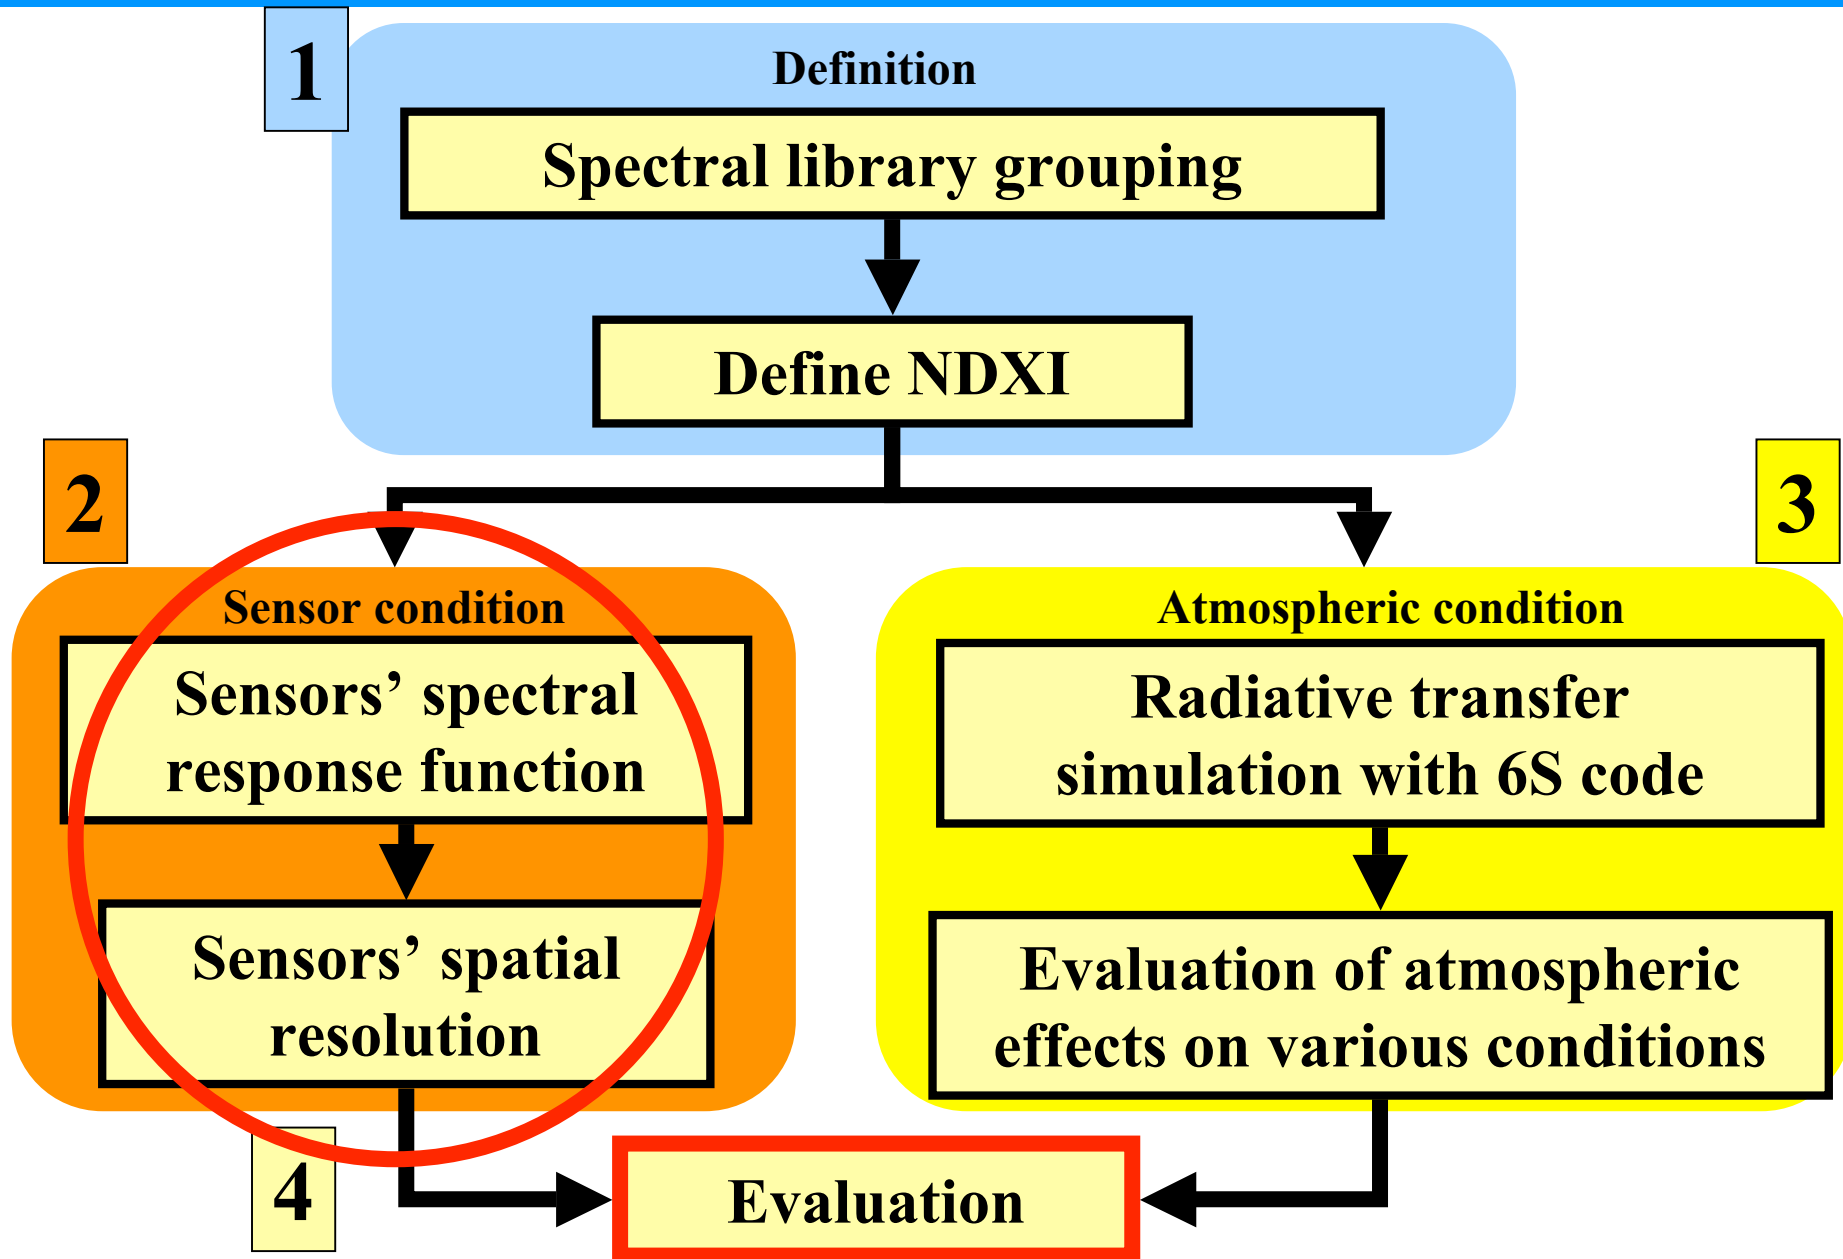 1
Definition
Spectral library grouping
Define NDXI
2
3
Sensor condition
Sensors’ spectral
response function
Sensors’ spatial
resolution
Atmospheric condition
Radiative transfer
simulation with 6S code
Evaluation of atmospheric
effects on various conditions
4
Evaluation